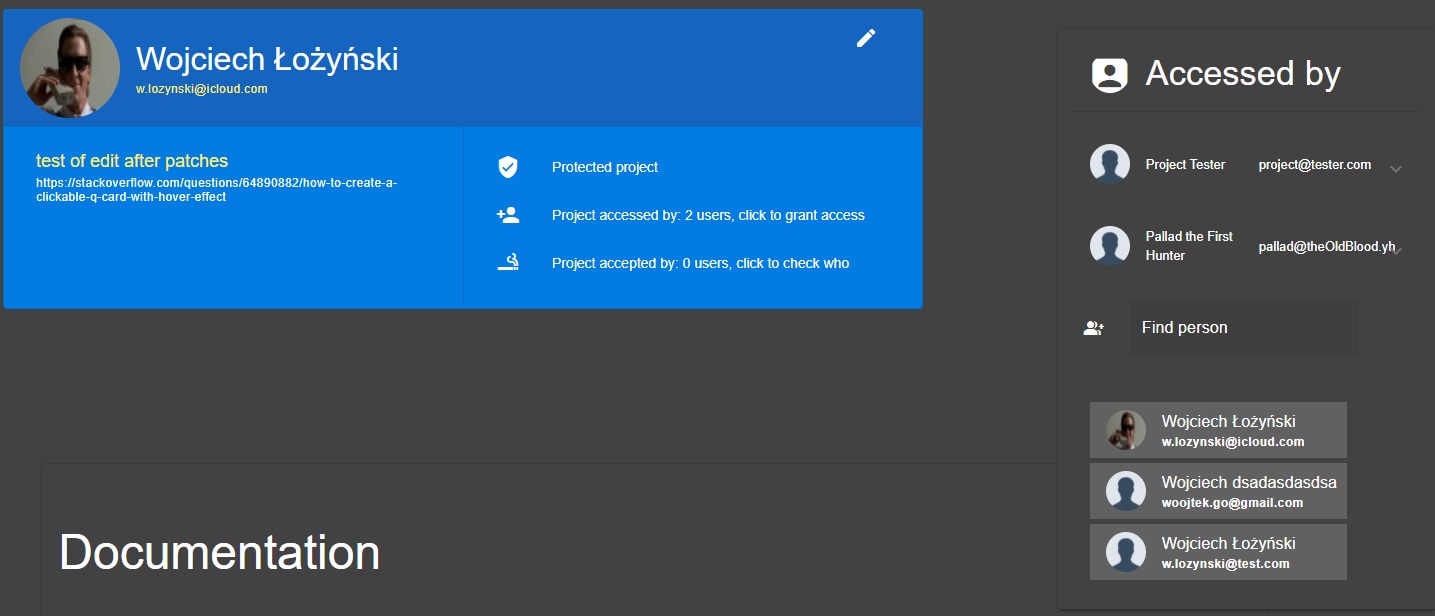 Wojciech Łożyński
w.lozynski@icloud.com
test of edit after patches
https://stackoverflow.com/questions/64890882/how-to-create-a-
clickable-q-card-with-hover-effect
Protected project
Project accessed by: 2 users, click to grant access
Project accepted by: 0 users, click to check who
Documentation
Accessed by
Project Tester project@tester.com
Pallad the First
Hunter
pallad@theOldBlood.yh
Find person
Wojciech Łożyński
w.lozynski@icloud.com
Wojciech dsadasdasdsa
woojtek.go@gmail.com
Wojciech Łożyński
w.lozynski@test.com